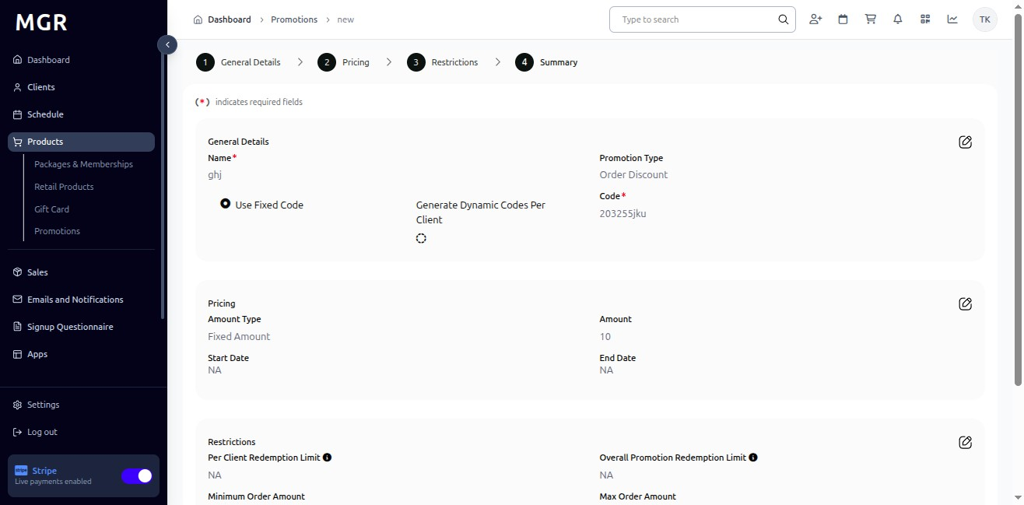 MGR
Dashboard
Clients
Schedule
Products
Packages & Memberships
Retail Products
Gift Card
Promotions
Sales
Emails and Notifications
Signup Questionnaire
Apps
Settings
Log out
stripe
Stripe
Live payments enabled
Dashboard > Promotions > new
Type to search
TK
1 General Details > 2 Pricing > 3 Restrictions > 4 Summary
(*) indicates required fields
General Details
Name*
ghj
Promotion Type
Order Discount
Use Fixed Code
Generate Dynamic Codes Per
Client
Code*
203255jku
Pricing
Amount Type
Fixed Amount
Amount
10
Start Date
NA
End Date
NA
Restrictions
Per Client Redemption Limit
NA
Overall Promotion Redemption Limit
NA
Minimum Order Amount
Max Order Amount